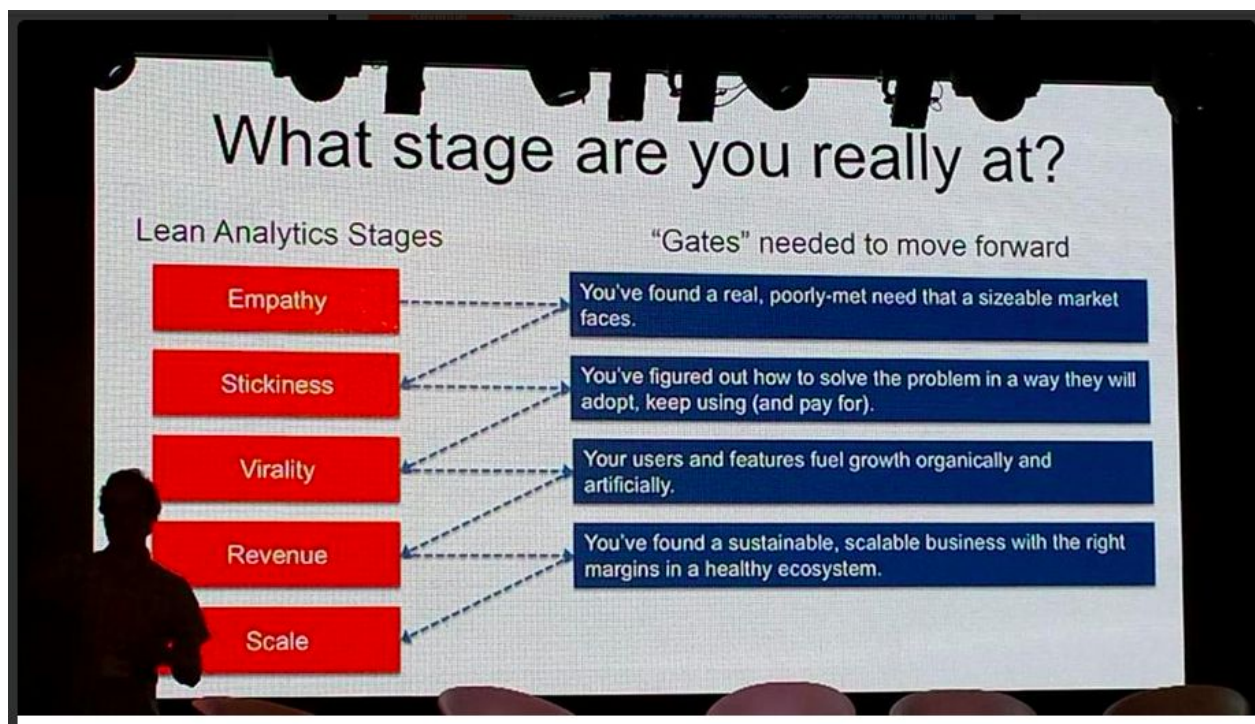 What stage are you really at?
Lean Analytics Stages
“Gates” needed to move forward
Empathy
You've found a real, poorly-met need that a sizeable market
faces.
Stickiness
You've figured out how to solve the problem in a way they will
adopt, keep using (and pay for).
Virality
Your users and features fuel growth organically and
artificially.
Revenue
You've found a sustainable, scalable business with the right
margins in a healthy ecosystem.
Scale